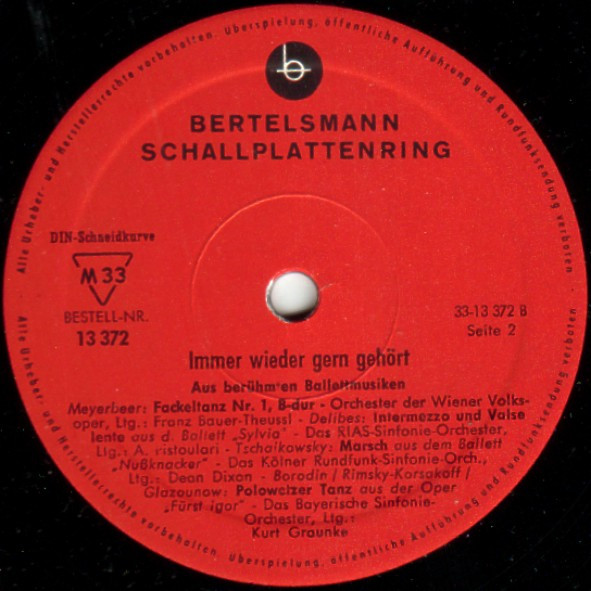 Alle Urheber- und Herstellerrechte vorbehalten. Überspielung, öffentliche Aufführung und Rundfunksendung verboten.
b
BERTELSMANN
SCHALLPLATTENRING
DIN-Schneidkurve
M 33
BESTELL-NR.
13 372
33-13 372 B
Seite 2
Immer wieder gern gehört
Aus berühmten Ballettmusiken
Meyerbeer: Fackeltanz Nr. 1, B-dur - Orchester der Wiener Volks-
oper, Ltg.: Franz Bauer-Theussl - Delibes: Intermezzo und Valse
lente aus d. Ballett „Sylvia" - Das RIAS-Sinfonie-Orchester,
Ltg.: A. ristoulari - Tschaikowsky: Marsch aus dem Ballett
„Nußknacker" - Das Kölner Rundfunk-Sinfonie-Orch.,
Ltg.: Dean Dixon - Borodin/Rimsky-Korsakoff/
Glazounow: Polowetzer Tanz aus der Oper
„Fürst Igor" - Das Bayerische Sinfonie-
Orchester, Ltg.:
Kurt Graunke
Alle Urheber- und Herstellerrechte vorbehalten. Überspielung, öffentliche Aufführung und Rundfunksendung verboten.